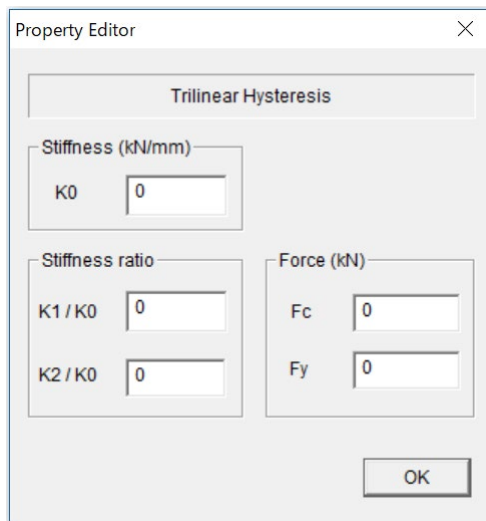 Property Editor
Trilinear Hysteresis
Stiffness (kN/mm)
K0 0
Stiffness ratio
K1 / K0 0
K2 / K0 0
Force (kN)
Fc 0
Fy 0
OK